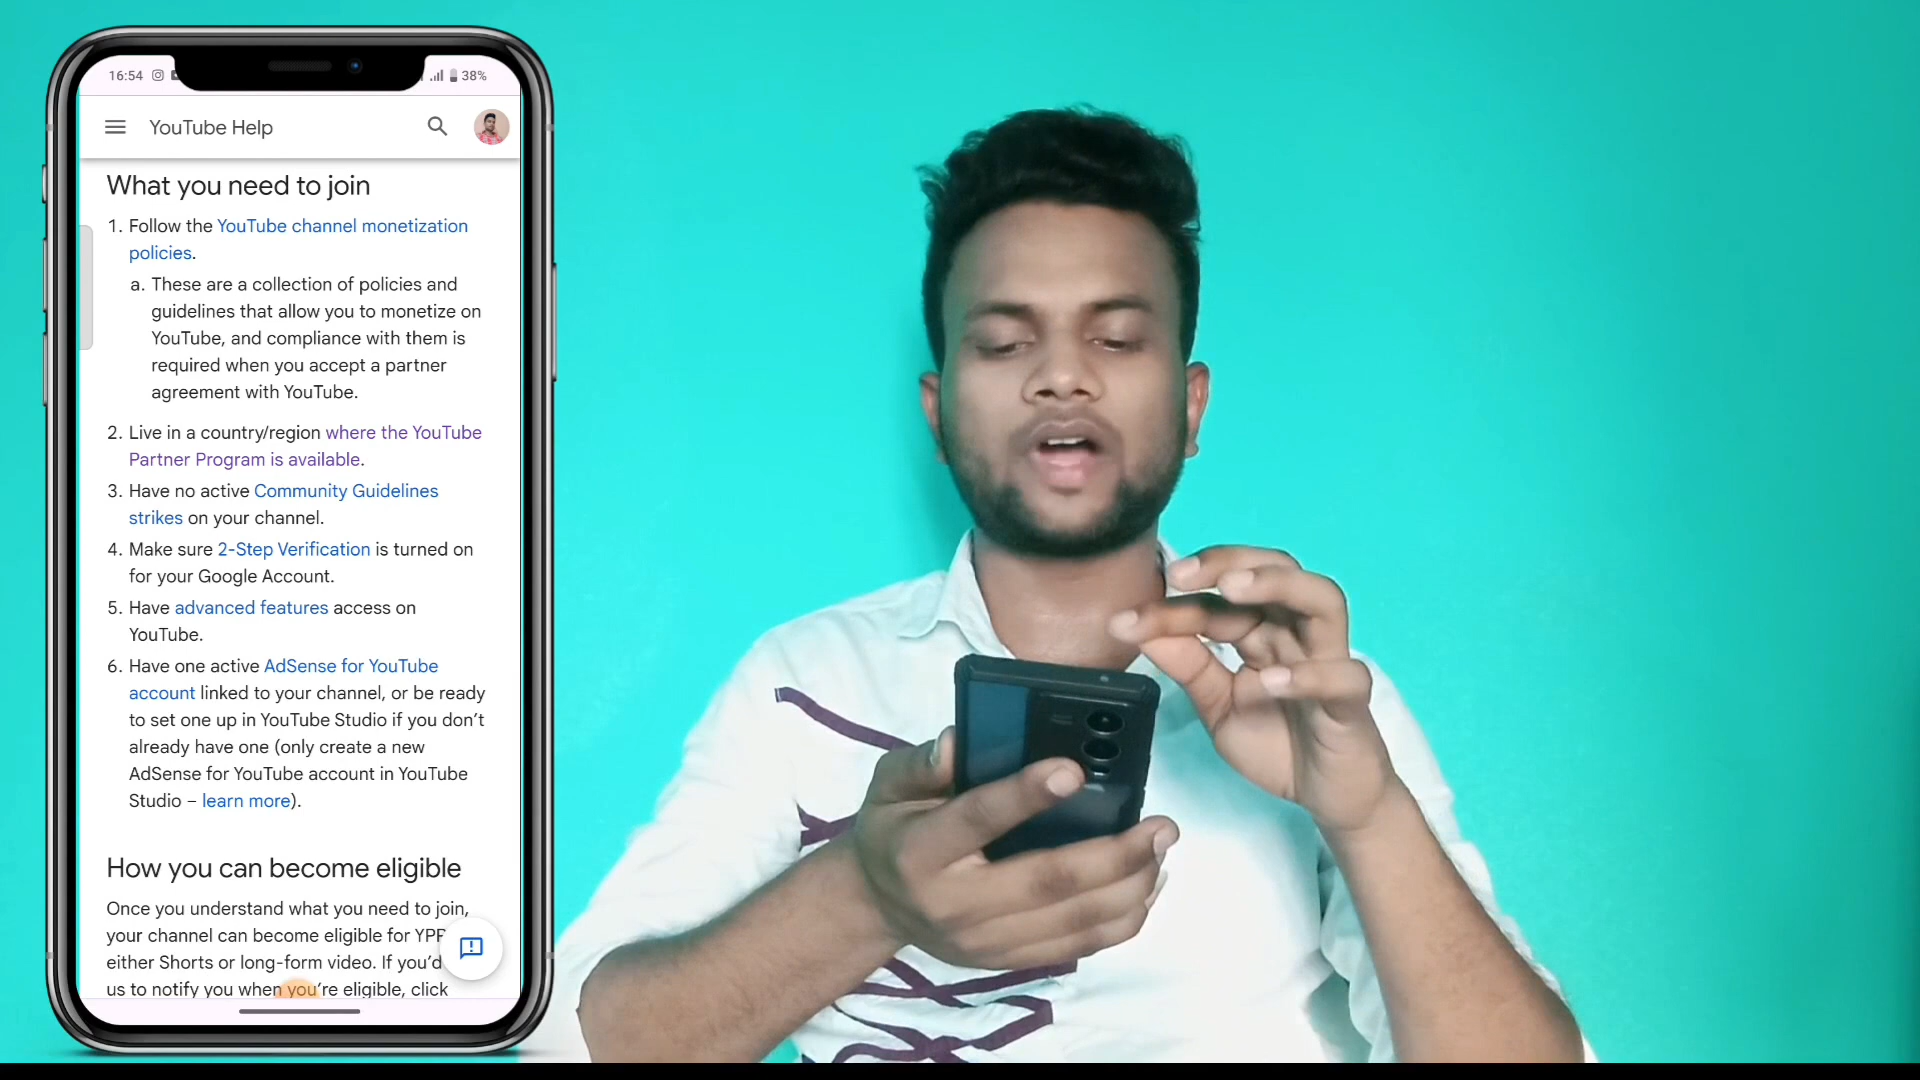 16:54
38%
YouTube Help
What you need to join
1. Follow the YouTube channel monetization
policies.
a. These are a collection of policies and
guidelines that allow you to monetize on
YouTube, and compliance with them is
required when you accept a partner
agreement with YouTube.
2. Live in a country/region where the YouTube
Partner Program is available.
3. Have no active Community Guidelines
strikes on your channel.
4. Make sure 2-Step Verification is turned on
for your Google Account.
5. Have advanced features access on
YouTube.
6. Have one active AdSense for YouTube
account linked to your channel, or be ready
to set one up in YouTube Studio if you don't
already have one (only create a new
AdSense for YouTube account in YouTube
Studio – learn more).
How you can become eligible
Once you understand what you need to join,
your channel can become eligible for
either Shorts or long-form video. If you'd
us to notify you when you're eligible, click